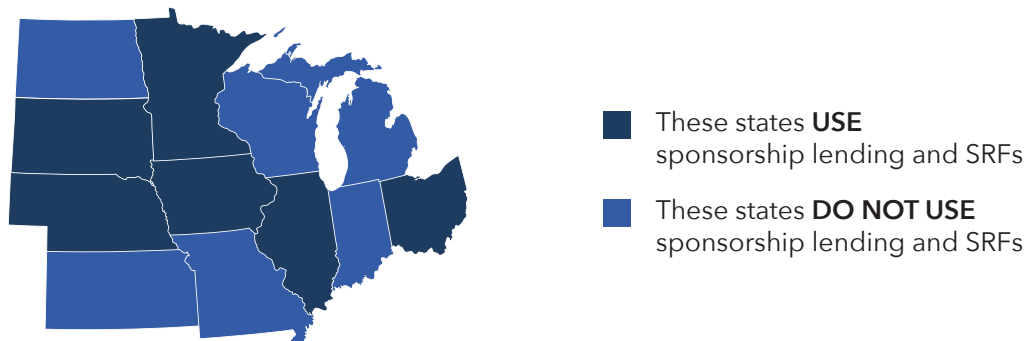 These states USE
sponsorship lending and SRFs
These states DO NOT USE
sponsorship lending and SRFs